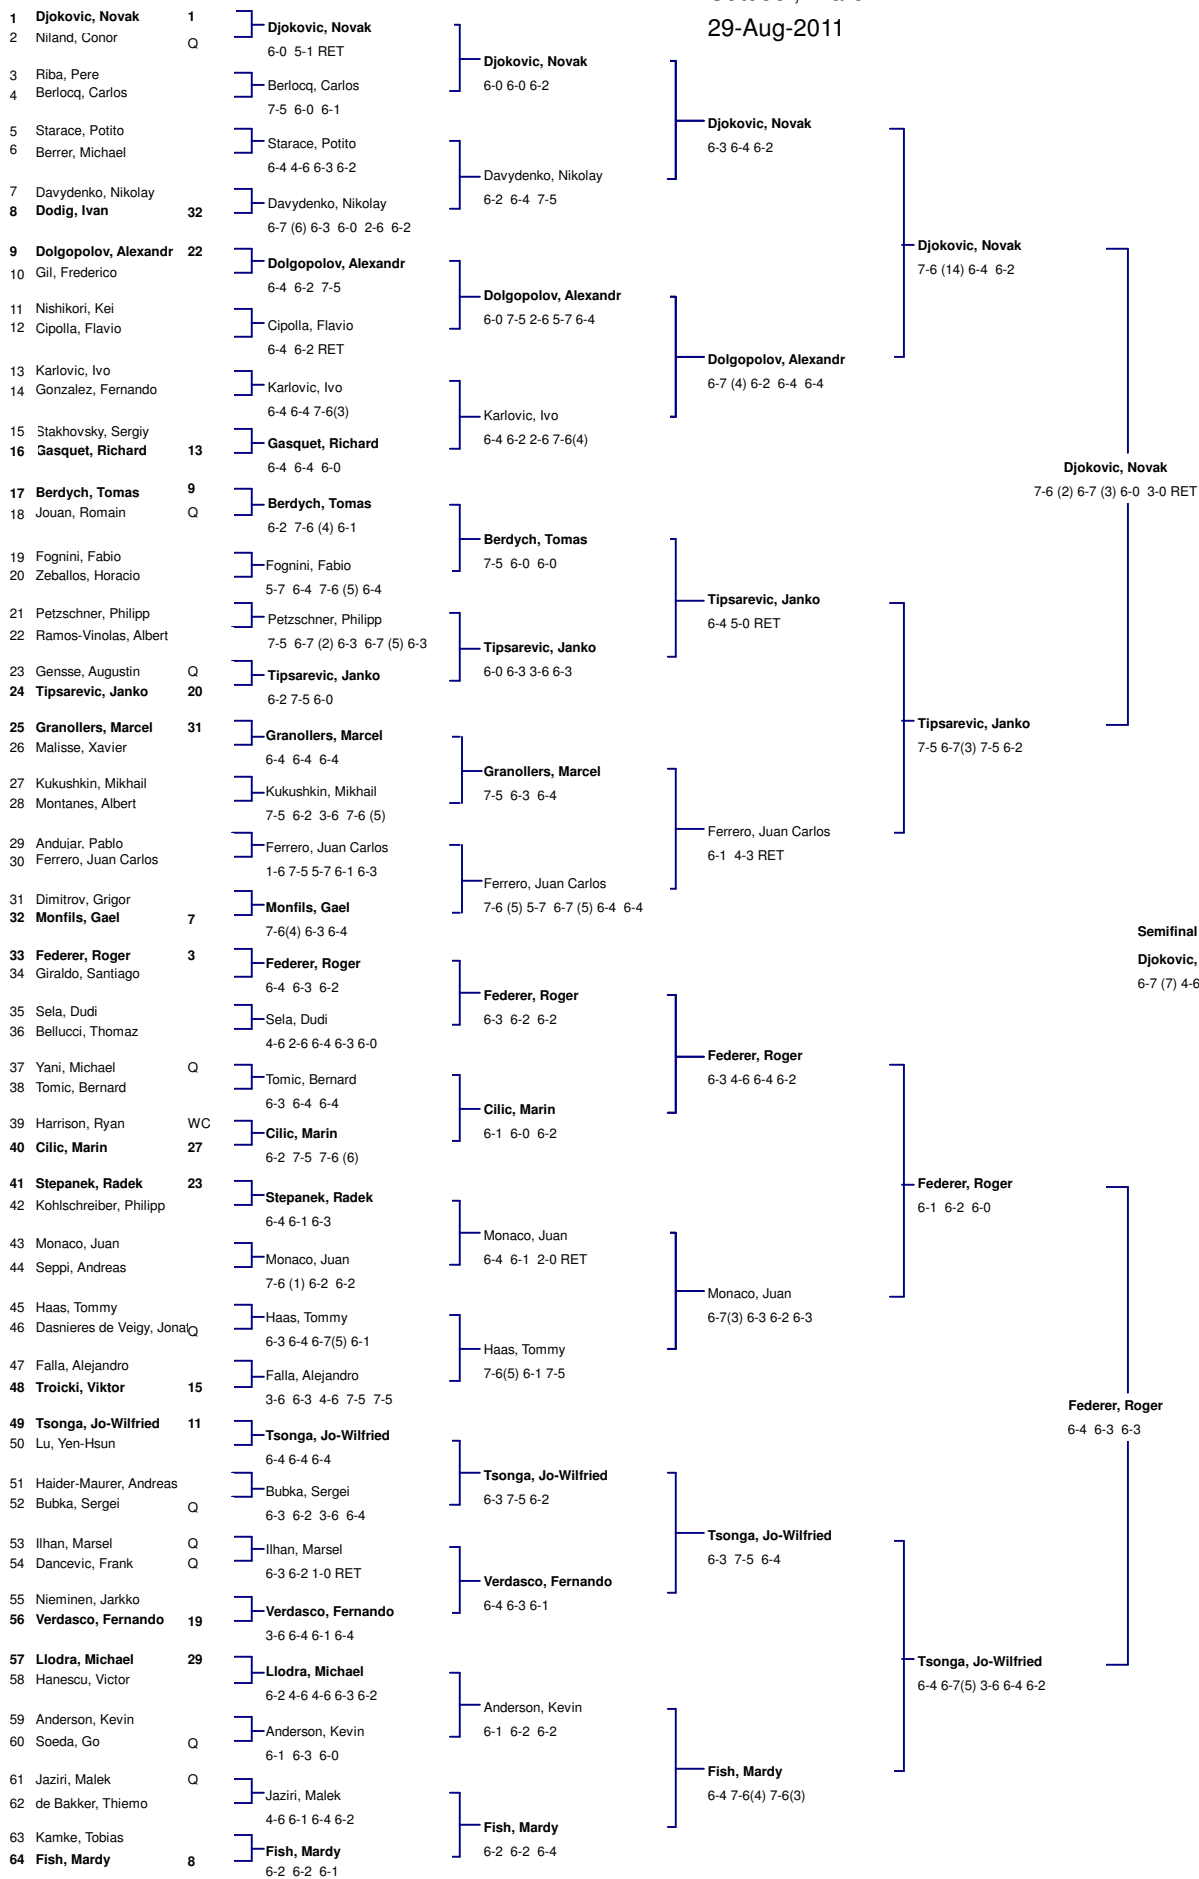 29-Aug-2011
1 Djokovic, Novak 1
2 Niland, Conor Q
3 Riba, Pere
4 Berlocq, Carlos
5 Starace, Potito
6 Berrer, Michael
7 Davydenko, Nikolay
8 Dodig, Ivan 32
9 Dolgopolov, Alexandr 22
10 Gil, Frederico
11 Nishikori, Kei
12 Cipolla, Flavio
13 Karlovic, Ivo
14 Gonzalez, Fernando
15 Stakhovsky, Sergiy
16 Gasquet, Richard 13
17 Berdych, Tomas 9
18 Jouan, Romain Q
19 Fognini, Fabio
20 Zeballos, Horacio
21 Petzschner, Philipp
22 Ramos-Vinolas, Albert
23 Gensse, Augustin Q
24 Tipsarevic, Janko 20
25 Granollers, Marcel 31
26 Malisse, Xavier
27 Kukushkin, Mikhail
28 Montanes, Albert
29 Andujar, Pablo
30 Ferrero, Juan Carlos
31 Dimitrov, Grigor
32 Monfils, Gael 7
33 Federer, Roger 3
34 Giraldo, Santiago
35 Sela, Dudi
36 Bellucci, Thomaz
37 Yani, Michael Q
38 Tomic, Bernard
39 Harrison, Ryan WC
40 Cilic, Marin 27
41 Stepanek, Radek 23
42 Kohlschreiber, Philipp
43 Monaco, Juan
44 Seppi, Andreas
45 Haas, Tommy
46 Dasnieres de Veigy, Jonat Q
47 Falla, Alejandro
48 Troicki, Viktor 15
49 Tsonga, Jo-Wilfried 11
50 Lu, Yen-Hsun
51 Haider-Maurer, Andreas
52 Bubka, Sergei Q
53 Ilhan, Marsel Q
54 Dancevic, Frank Q
55 Nieminen, Jarkko
56 Verdasco, Fernando 19
57 Llodra, Michael 29
58 Hanescu, Victor
59 Anderson, Kevin
60 Soeda, Go Q
61 Jaziri, Malek Q
62 de Bakker, Thiemo
63 Kamke, Tobias
64 Fish, Mardy 8
Djokovic, Novak
6-0 5-1 RET
Berlocq, Carlos
7-5 6-0 6-1
Starace, Potito
6-4 4-6 6-3 6-2
Davydenko, Nikolay
6-7 (6) 6-3 6-0 2-6 6-2
Dolgopolov, Alexandr
6-4 6-2 7-5
Cipolla, Flavio
6-4 6-2 RET
Karlovic, Ivo
6-4 6-4 7-6(3)
Gasquet, Richard
6-4 6-4 6-0
Berdych, Tomas
6-2 7-6 (4) 6-1
Fognini, Fabio
5-7 6-4 7-6 (5) 6-4
Petzschner, Philipp
7-5 6-7 (2) 6-3 6-7 (5) 6-3
Tipsarevic, Janko
6-2 7-5 6-0
Granollers, Marcel
6-4 6-4 6-4
Kukushkin, Mikhail
7-5 6-2 3-6 7-6 (5)
Ferrero, Juan Carlos
1-6 7-5 5-7 6-1 6-3
Monfils, Gael
7-6(4) 6-3 6-4
Federer, Roger
6-4 6-3 6-2
Sela, Dudi
4-6 2-6 6-4 6-3 6-0
Tomic, Bernard
6-3 6-4 6-4
Cilic, Marin
6-2 7-5 7-6 (6)
Stepanek, Radek
6-4 6-1 6-3
Monaco, Juan
7-6 (1) 6-2 6-2
Haas, Tommy
6-3 6-4 6-7(5) 6-1
Falla, Alejandro
3-6 6-3 4-6 7-5 7-5
Tsonga, Jo-Wilfried
6-4 6-4 6-4
Bubka, Sergei
6-3 6-2 3-6 6-4
Ilhan, Marsel
6-3 6-2 1-0 RET
Verdasco, Fernando
3-6 6-4 6-1 6-4
Llodra, Michael
6-2 4-6 4-6 6-3 6-2
Anderson, Kevin
6-1 6-3 6-0
Jaziri, Malek
4-6 6-1 6-4 6-2
Fish, Mardy
6-2 6-2 6-1
Djokovic, Novak
6-0 6-0 6-2
Davydenko, Nikolay
6-2 6-4 7-5
Dolgopolov, Alexandr
6-0 7-5 2-6 5-7 6-4
Karlovic, Ivo
6-4 6-2 2-6 7-6(4)
Berdych, Tomas
7-5 6-0 6-0
Tipsarevic, Janko
6-0 6-3 3-6 6-3
Granollers, Marcel
7-5 6-3 6-4
Ferrero, Juan Carlos
7-6 (5) 5-7 6-7 (5) 6-4 6-4
Federer, Roger
6-3 6-2 6-2
Cilic, Marin
6-1 6-0 6-2
Monaco, Juan
6-4 6-1 2-0 RET
Haas, Tommy
7-6(5) 6-1 7-5
Tsonga, Jo-Wilfried
6-3 7-5 6-2
Verdasco, Fernando
6-4 6-3 6-1
Anderson, Kevin
6-1 6-2 6-2
Fish, Mardy
6-2 6-2 6-4
Djokovic, Novak
6-3 6-4 6-2
Dolgopolov, Alexandr
6-7 (4) 6-2 6-4 6-4
Tipsarevic, Janko
6-4 5-0 RET
Ferrero, Juan Carlos
6-1 4-3 RET
Federer, Roger
6-3 4-6 6-4 6-2
Monaco, Juan
6-7(3) 6-3 6-2 6-3
Tsonga, Jo-Wilfried
6-3 7-5 6-4
Fish, Mardy
6-4 7-6(4) 7-6(3)
Djokovic, Novak
7-6 (14) 6-4 6-2
Tipsarevic, Janko
7-5 6-7(3) 7-5 6-2
Federer, Roger
6-1 6-2 6-0
Tsonga, Jo-Wilfried
6-4 6-7(5) 3-6 6-4 6-2
Djokovic, Novak
7-6 (2) 6-7 (3) 6-0 3-0 RET
Federer, Roger
6-4 6-3 6-3
Semifinal
Djokovic,
6-7 (7) 4-6